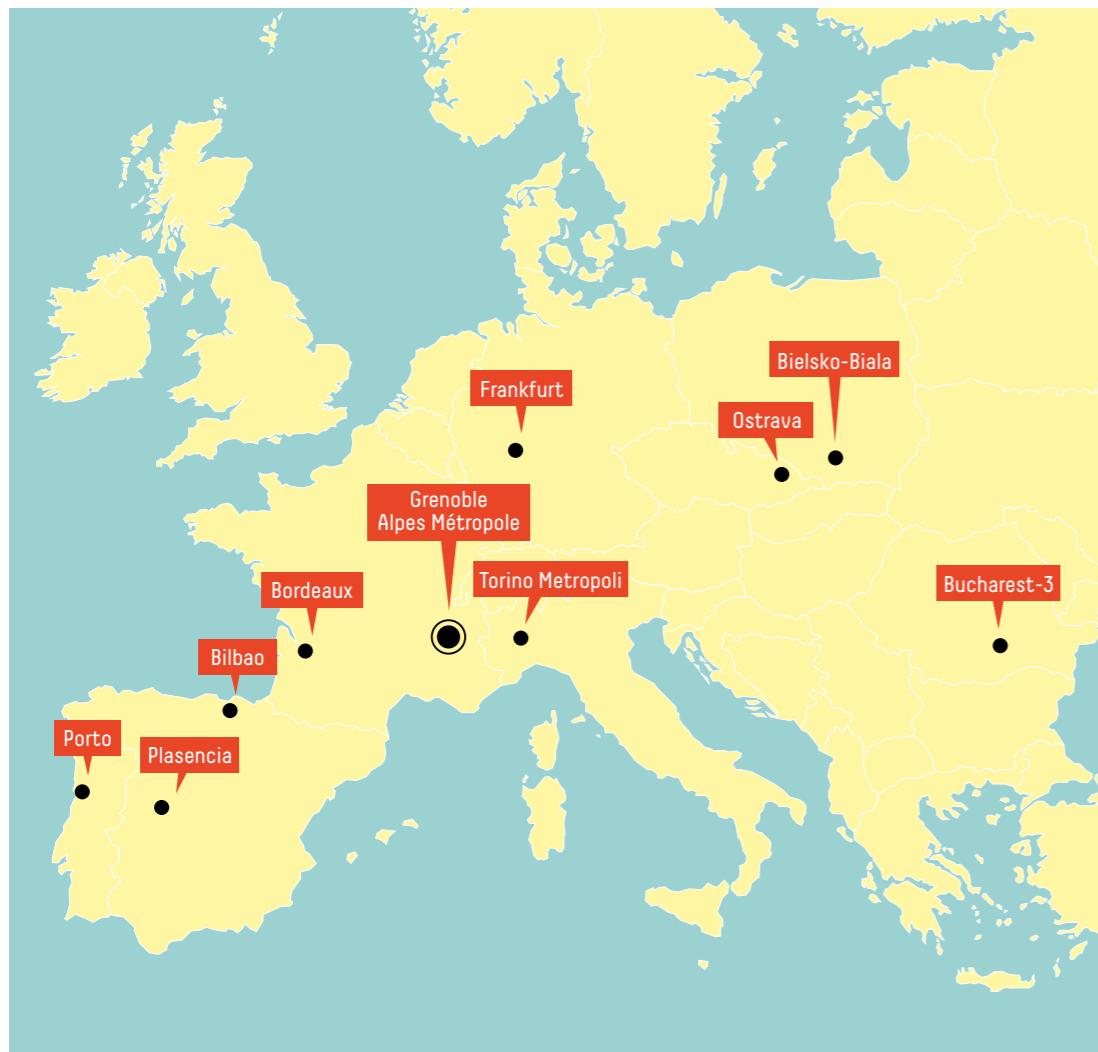 Bielsko-Biala
Frankfurt
Ostrava
Grenoble
Alpes Métropole
Torino Metropoli
Bucharest-3
Bordeaux
Bilbao
Porto
Plasencia